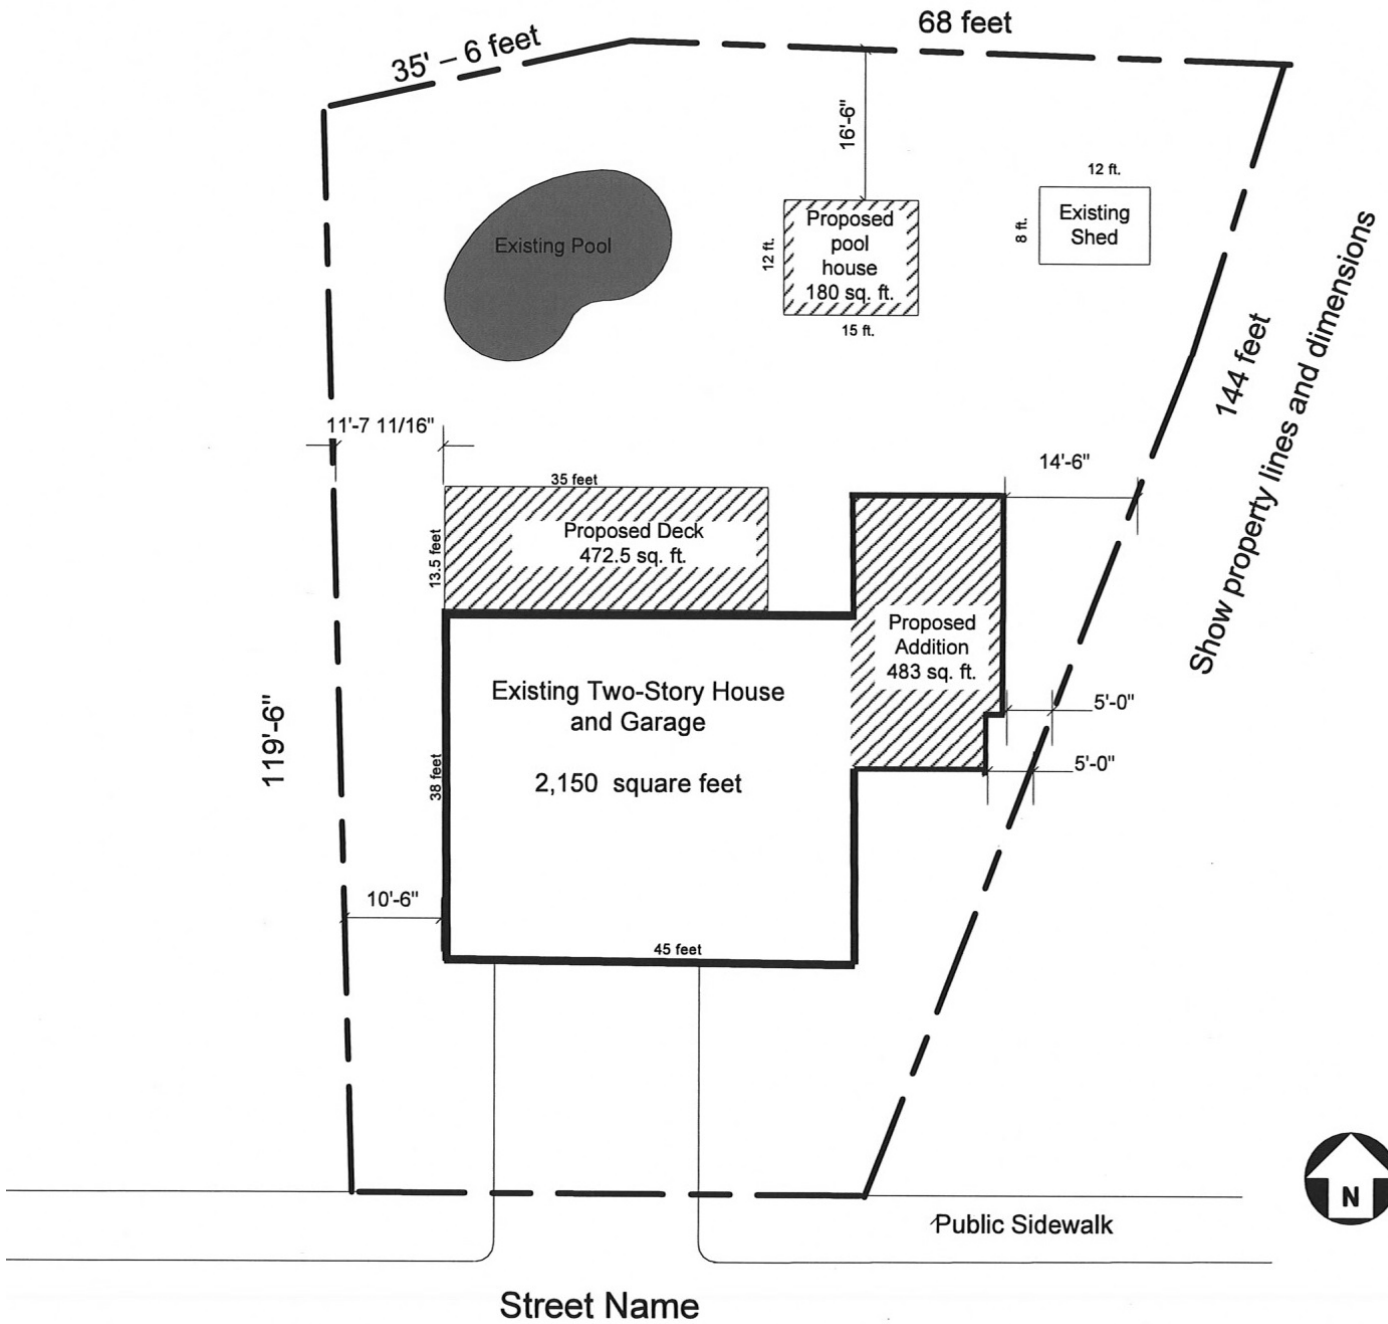 68 feet
35' – 6 feet
16'-6"
12 ft.
8 ft.
Existing
Shed
Existing Pool
12 ft.
Proposed
pool
house
180 sq. ft.
15 ft.
144 feet
Show property lines and dimensions
11'-7 11/16"
14'-6"
35 feet
13.5 feet
Proposed Deck
472.5 sq. ft.
Proposed
Addition
483 sq. ft.
Existing Two-Story House
and Garage
2,150 square feet
5'-0"
5'-0"
119'-6"
38 feet
10'-6"
45 feet
N
Public Sidewalk
Street Name